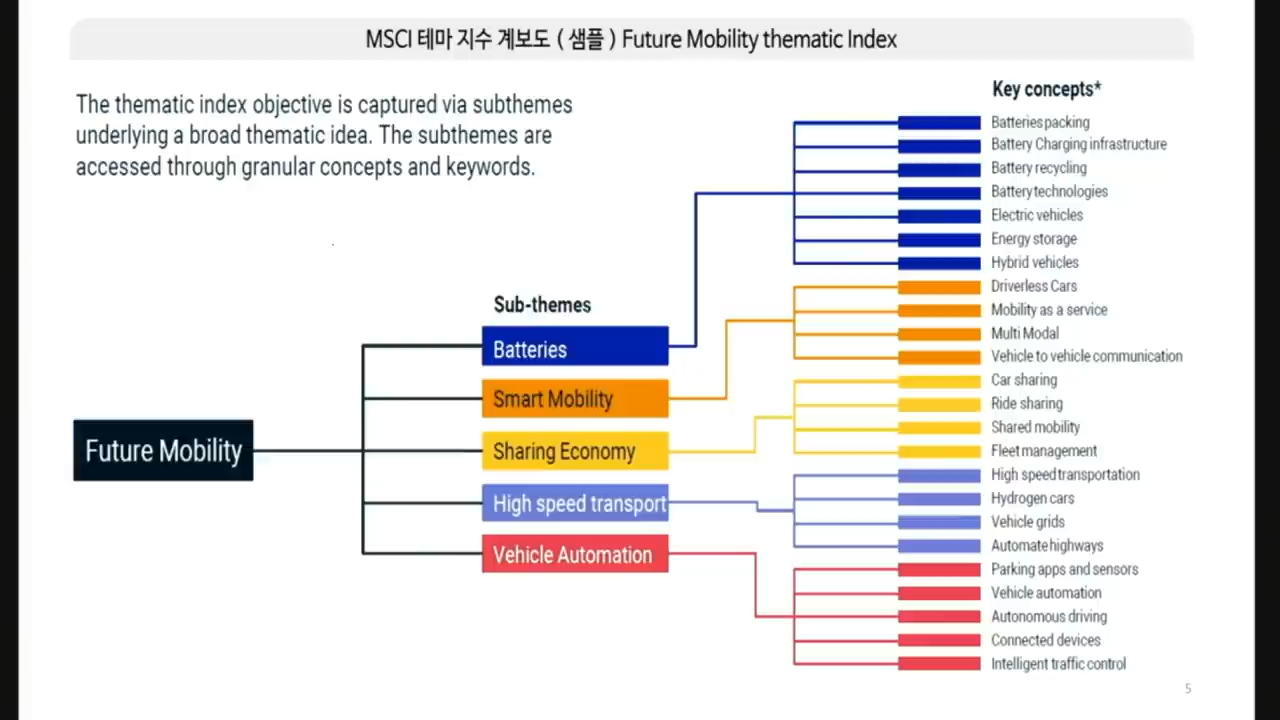 MSCI 테마 지수 계보도 ( 샘플 ) Future Mobility thematic Index
The thematic index objective is captured via subthemes
underlying a broad thematic idea. The subthemes are
accessed through granular concepts and keywords.
Future Mobility
Sub-themes
Batteries
Smart Mobility
Sharing Economy
High speed transport
Vehicle Automation
Key concepts*
Batteries packing
Battery Charging infrastructure
Battery recycling
Battery technologies
Electric vehicles
Energy storage
Hybrid vehicles
Driverless Cars
Mobility as a service
Multi Modal
Vehicle to vehicle communication
Car sharing
Ride sharing
Shared mobility
Fleet management
High speed transportation
Hydrogen cars
Vehicle grids
Automate highways
Parking apps and sensors
Vehicle automation
Autonomous driving
Connected devices
Intelligent traffic control
5